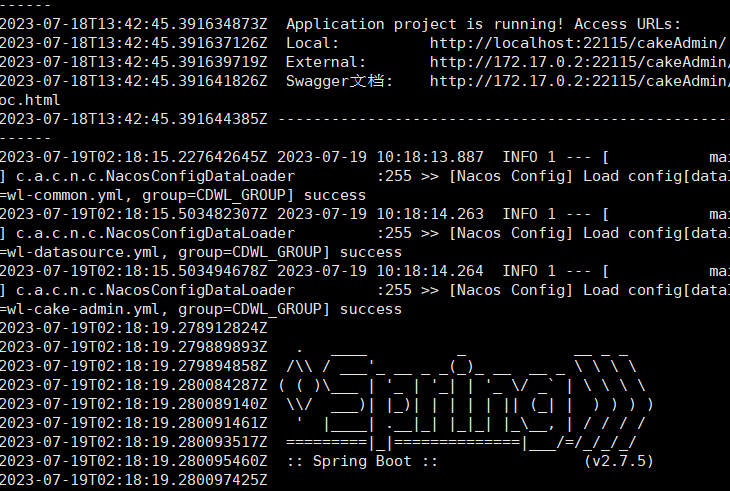 ------
2023-07-18T13:42:45.391634873Z  Application project is running! Access URLs:
2023-07-18T13:42:45.391637126Z  Local:          http://localhost:22115/cakeAdmin/
2023-07-18T13:42:45.391639719Z  External:       http://172.17.0.2:22115/cakeAdmin/
2023-07-18T13:42:45.391641826Z  Swagger文档:    http://172.17.0.2:22115/cakeAdmin/
oc.html
2023-07-18T13:42:45.391644385Z --------------------------------------------------
------
2023-07-19T02:18:15.227642645Z 2023-07-19 10:18:13.887  INFO 1 --- [           mai
] c.a.c.n.c.NacosConfigDataLoader         :255 >> [Nacos Config] Load config[dataI
=wl-common.yml, group=CDWL_GROUP] success
2023-07-19T02:18:15.503482307Z 2023-07-19 10:18:14.263  INFO 1 --- [           mai
] c.a.c.n.c.NacosConfigDataLoader         :255 >> [Nacos Config] Load config[dataI
=wl-datasource.yml, group=CDWL_GROUP] success
2023-07-19T02:18:15.503494678Z 2023-07-19 10:18:14.264  INFO 1 --- [           mai
] c.a.c.n.c.NacosConfigDataLoader         :255 >> [Nacos Config] Load config[dataI
=wl-cake-admin.yml, group=CDWL_GROUP] success
2023-07-19T02:18:19.278912824Z
2023-07-19T02:18:19.279889893Z   .   ____          _            __ _ _
2023-07-19T02:18:19.279894858Z  /\\ / ___'_ __ _ _(_)_ __  __ _ \ \ \ \
2023-07-19T02:18:19.280084287Z ( ( )\___ | '_ | '_| | '_ \/ _` | \ \ \ \
2023-07-19T02:18:19.280089140Z  \\/  ___)| |_)| | | | | || (_| |  ) ) ) )
2023-07-19T02:18:19.280091461Z   '  |____| .__|_| |_|_| |_\__, | / / / /
2023-07-19T02:18:19.280093517Z  =========|_|==============|___/=/_/_/_/
2023-07-19T02:18:19.280095460Z  :: Spring Boot ::                (v2.7.5)
2023-07-19T02:18:19.280097425Z